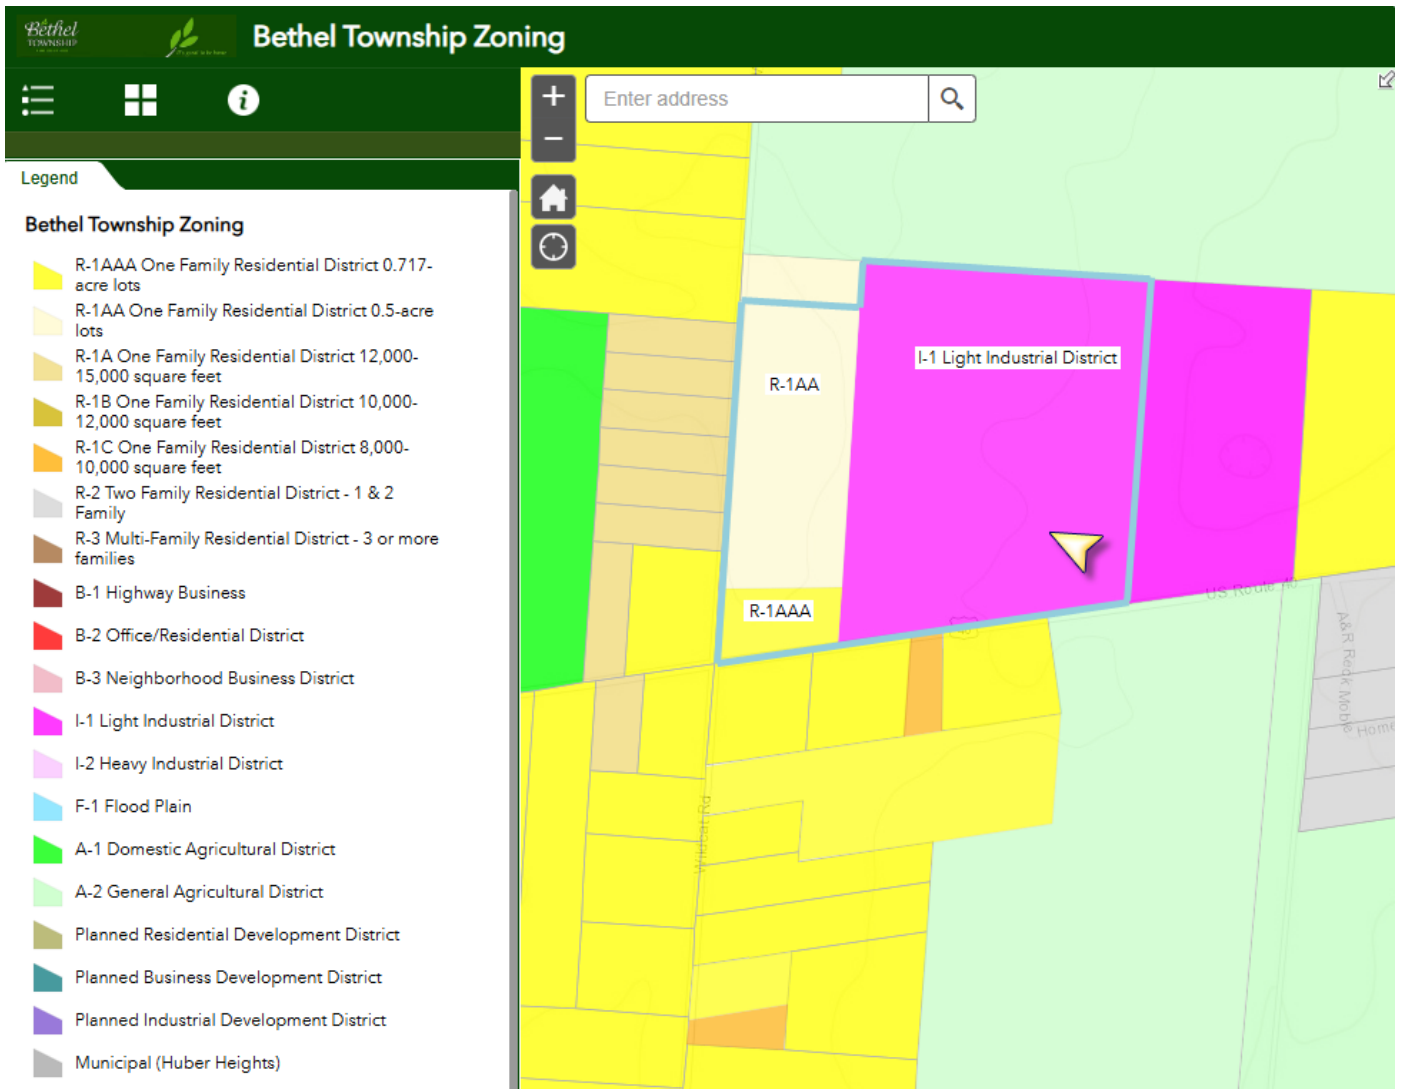 Bethel
TOWNSHIP
Bethel Township Zoning
Enter address
Legend
Bethel Township Zoning
R-1AAA One Family Residential District 0.717-
acre lots
R-1AA One Family Residential District 0.5-acre
lots
R-1A One Family Residential District 12,000-
15,000 square feet
R-1B One Family Residential District 10,000-
12,000 square feet
R-1C One Family Residential District 8,000-
10,000 square feet
R-2 Two Family Residential District - 1 & 2
Family
R-3 Multi-Family Residential District - 3 or more
families
B-1 Highway Business
B-2 Office/Residential District
B-3 Neighborhood Business District
I-1 Light Industrial District
I-2 Heavy Industrial District
F-1 Flood Plain
A-1 Domestic Agricultural District
A-2 General Agricultural District
Planned Residential Development District
Planned Business Development District
Planned Industrial Development District
Municipal (Huber Heights)
I-1 Light Industrial District
R-1AA
R-1AAA
US Route 40
A&R Reck Mobile
Home
Wildcat Rd